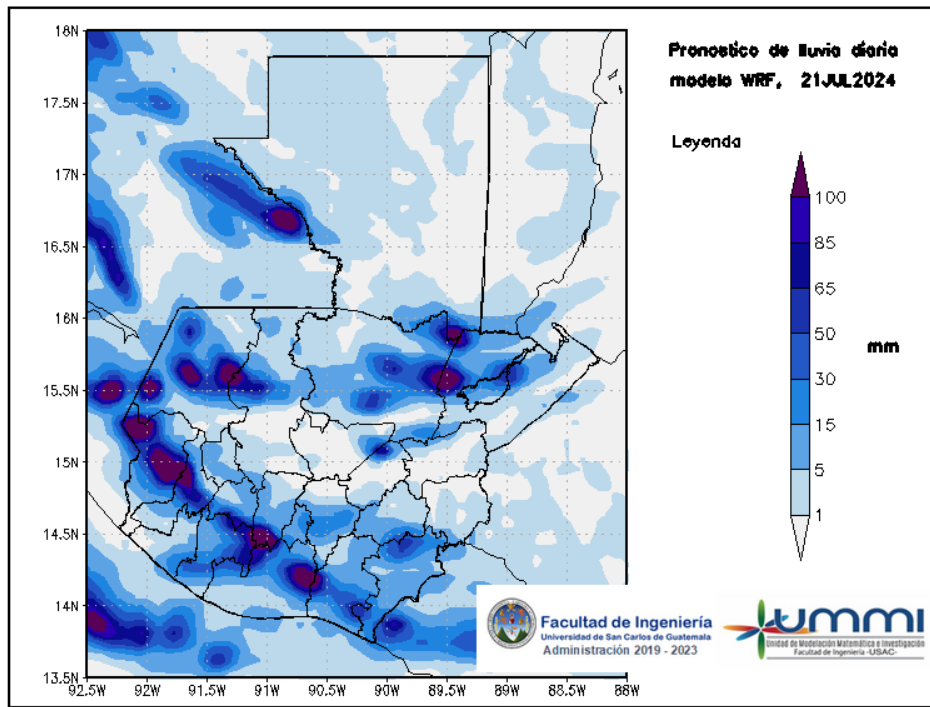 Pronostico de lluvia diaria
modelo WRF, 21JUL2024
Leyenda
100
85
65
50
30
15
5
1
mm
18N
17.5N
17N
16.5N
16N
15.5N
15N
14.5N
14N
13.5N
92.5W 92W 91.5W 91W 90.5W 90W 89.5W 89W 88.5W 88W
Facultad de Ingeniería
Universidad de San Carlos de Guatemala
Administración 2019 - 2023
UMMI
Unidad de Modelación Matemática e Investigación
Facultad de Ingeniería -USAC-